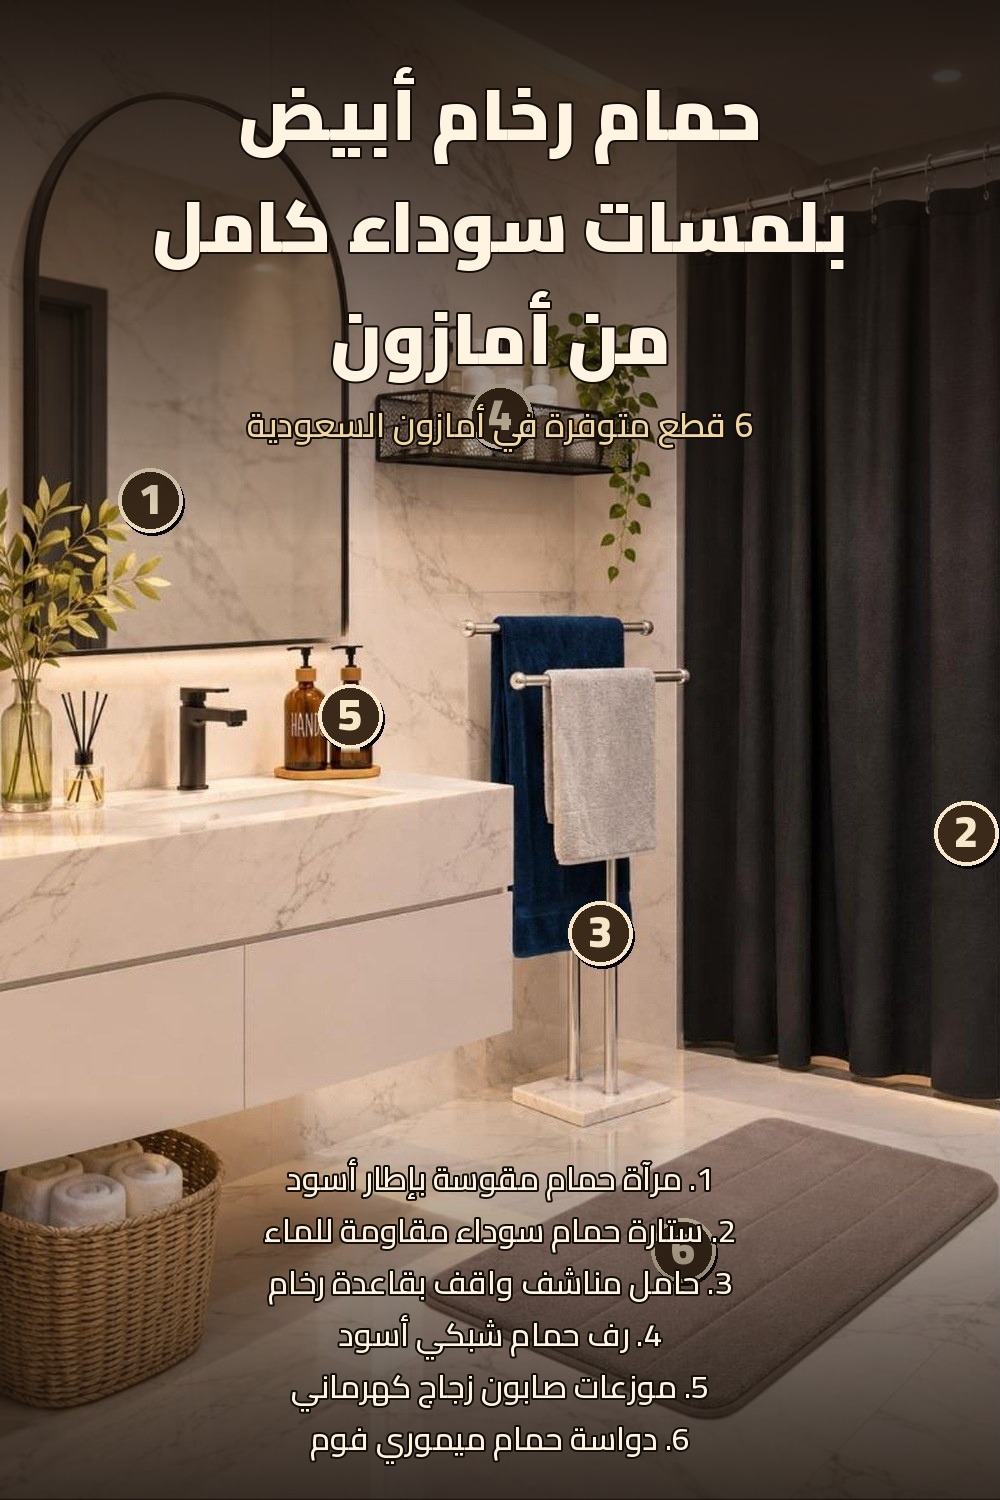 حمام رخام أبيض
بلمسات سوداء كامل
من أمازون
6 قطع متوفرة في أمازون السعودية
4
1
HAND
5
2
3
6
1. مرآة حمام مقوسة بإطار أسود
2. ستارة حمام سوداء مقاومة للماء
3. حامل مناشف واقف بقاعدة رخام
4. رف حمام شبكي أسود
5. موزعات صابون زجاج كهرماني
6. دواسة حمام ميموري فوم